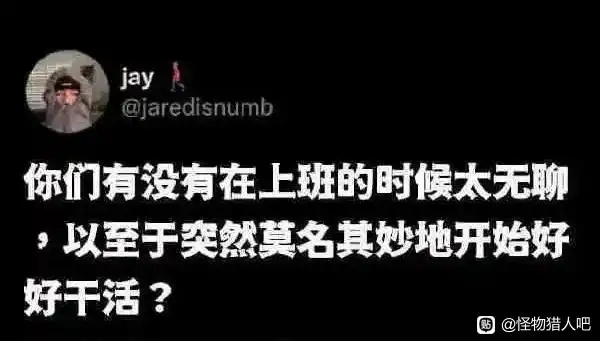 jay
@jaredisnumb
你们有没有在上班的时候太无聊
，以至于突然莫名其妙地开始好
好干活？
贴 @怪物猎人吧